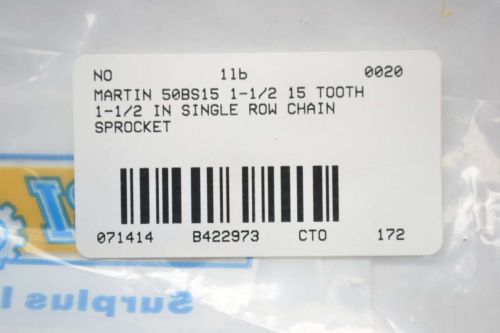 NO 1lb 0020
MARTIN 50BS15 1-1/2 15 TOOTH
1-1/2 IN SINGLE ROW CHAIN
SPROCKET
071414 B422973 CTO 172
Surplus